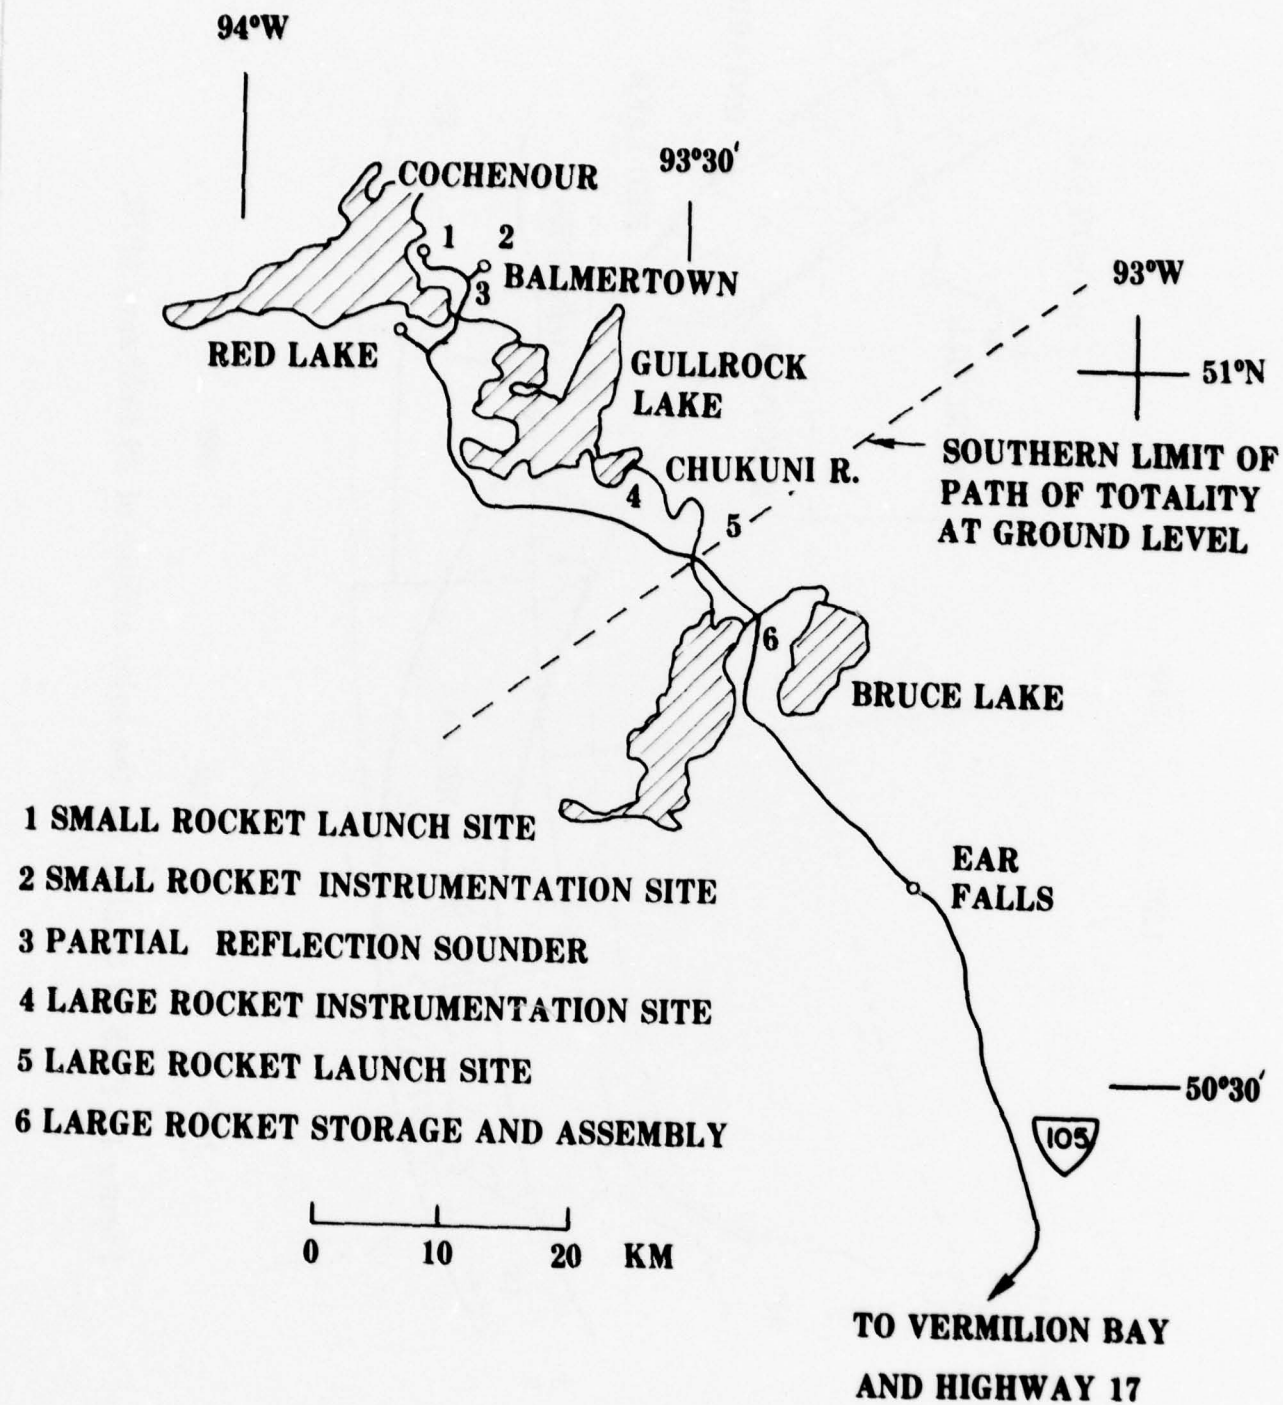 94°W
COCHENOUR
93°30'
1
2
BALMERTOWN
3
93°W
RED LAKE
GULLROCK
LAKE
51°N
CHUKUNI R.
SOUTHERN LIMIT OF
PATH OF TOTALITY
AT GROUND LEVEL
4
5
6
BRUCE LAKE
1 SMALL ROCKET LAUNCH SITE
2 SMALL ROCKET INSTRUMENTATION SITE
3 PARTIAL REFLECTION SOUNDER
4 LARGE ROCKET INSTRUMENTATION SITE
5 LARGE ROCKET LAUNCH SITE
6 LARGE ROCKET STORAGE AND ASSEMBLY
EAR
FALLS
50°30'
105
0 10 20 KM
TO VERMILION BAY
AND HIGHWAY 17